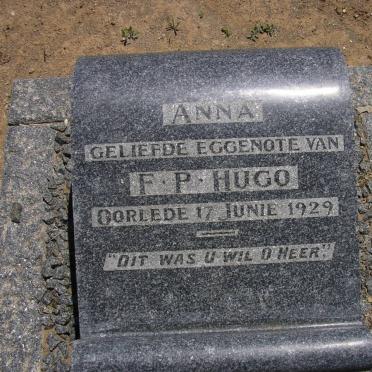 ANNA
GELIEFDE EGGENOTE VAN
F · P · HUGO
OORLEDE 17 JUNIE 1929
"DIT WAS U WIL O' HEER."